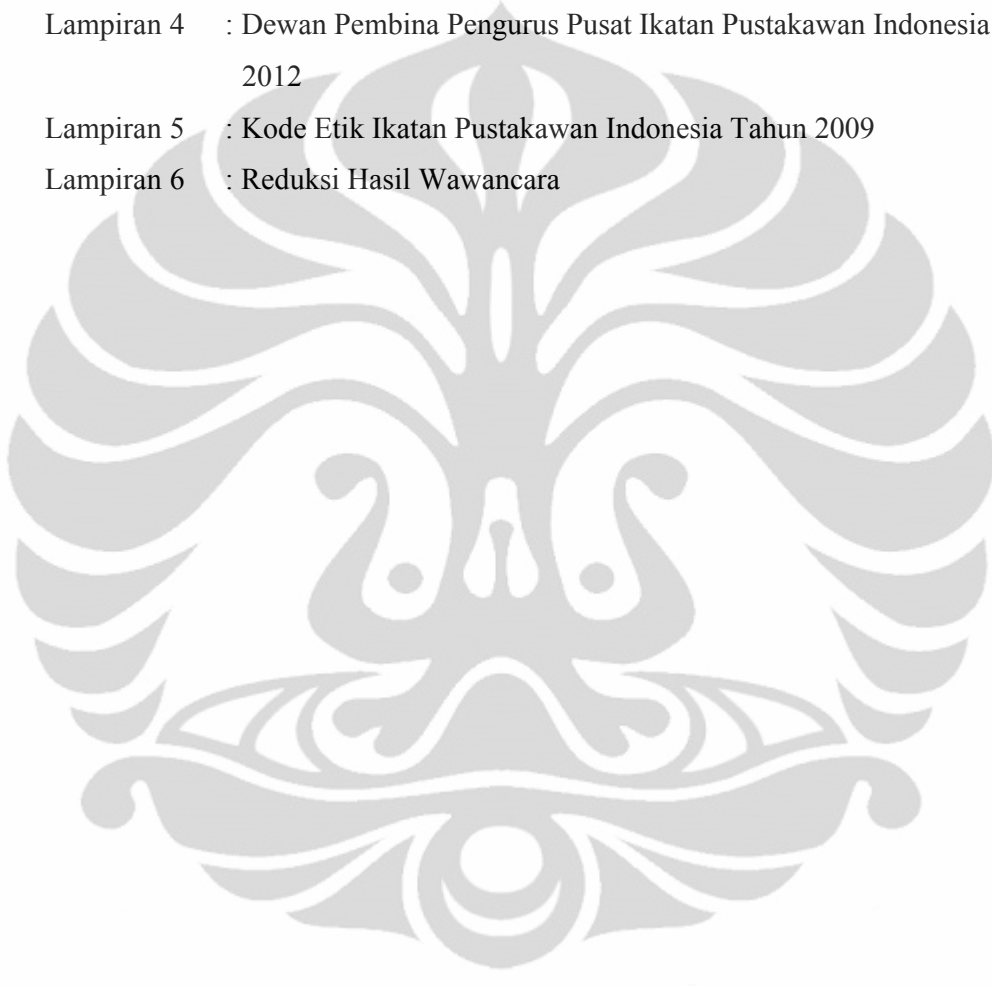 Lampiran 4 : Dewan Pembina Pengurus Pusat Ikatan Pustakawan Indonesia
2012
Lampiran 5 : Kode Etik Ikatan Pustakawan Indonesia Tahun 2009
Lampiran 6 : Reduksi Hasil Wawancara